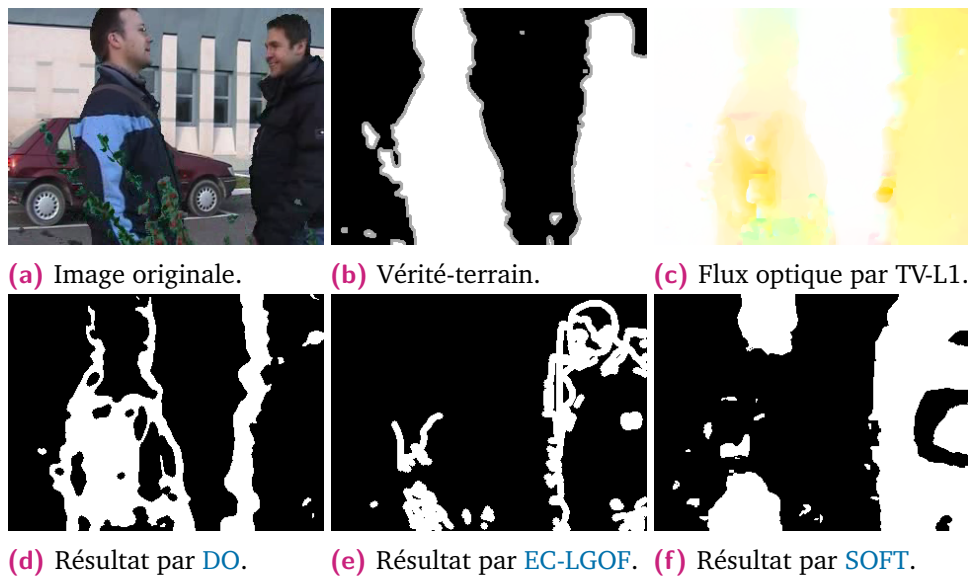 (a) Image originale.
(b) Vérité-terrain.
(c) Flux optique par TV-L1.
(d) Résultat par DO.
(e) Résultat par EC-LGOF.
(f) Résultat par SOFT.